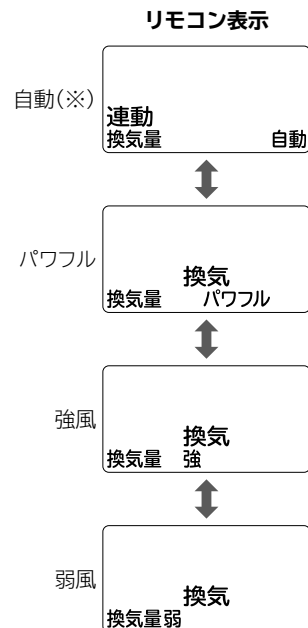 リモコン表示
自動(※)
連動
換気量 自動
パワフル
換気
換気量 パワフル
強風
換気
換気量 強
弱風
換気
換気量弱